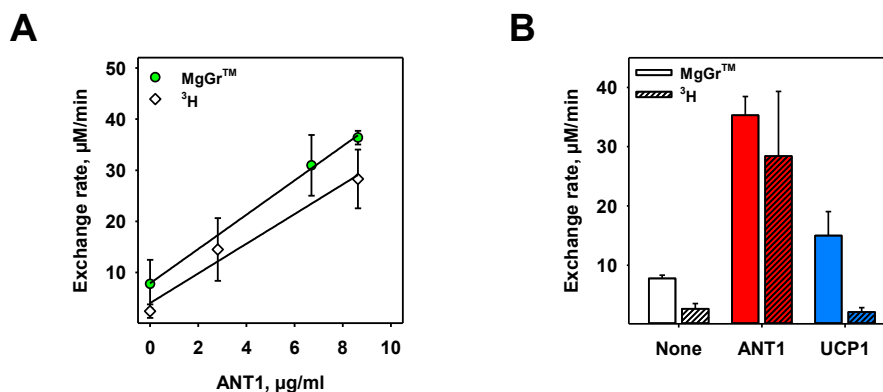 A
Exchange rate, µM/min
50
40
30
20
10
MgGr™
³H
0
2
4
6
8
10
ANT1, µg/ml
B
Exchange rate, µM/min
40
30
20
10
MgGr™
³H
None
ANT1
UCP1